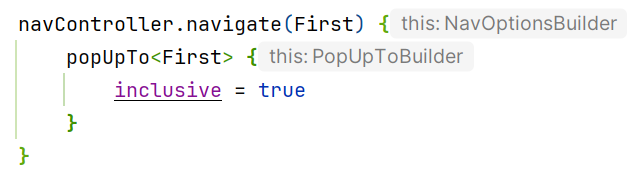 navController.navigate(First) { this: NavOptionsBuilder
    popUpTo<First> { this: PopUpToBuilder
        inclusive = true
    }
}